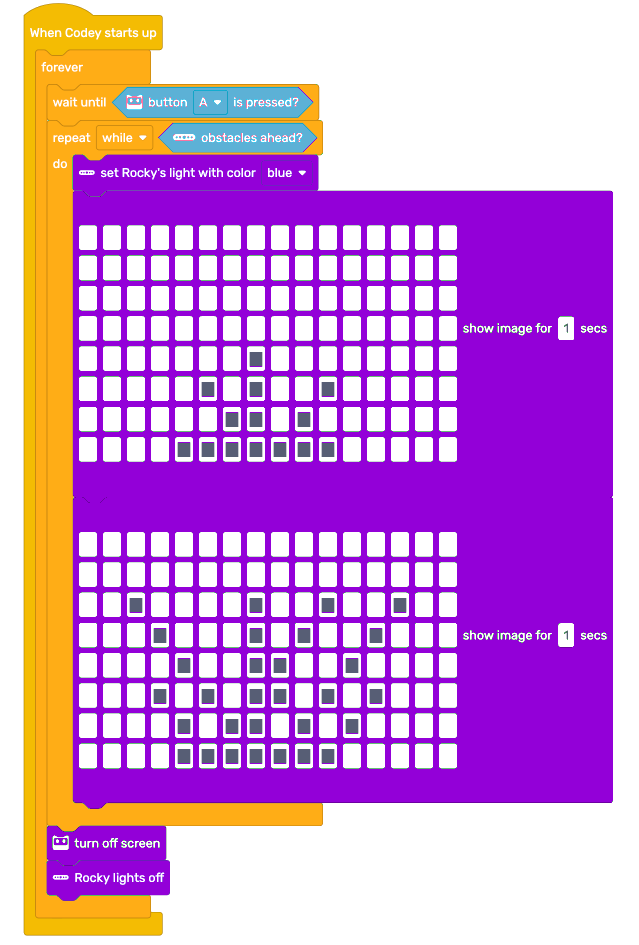 When Codey starts up
forever
wait until button A is pressed?
repeat while obstacles ahead?
do
set Rocky's light with color blue
show image for 1 secs
show image for 1 secs
turn off screen
Rocky lights off